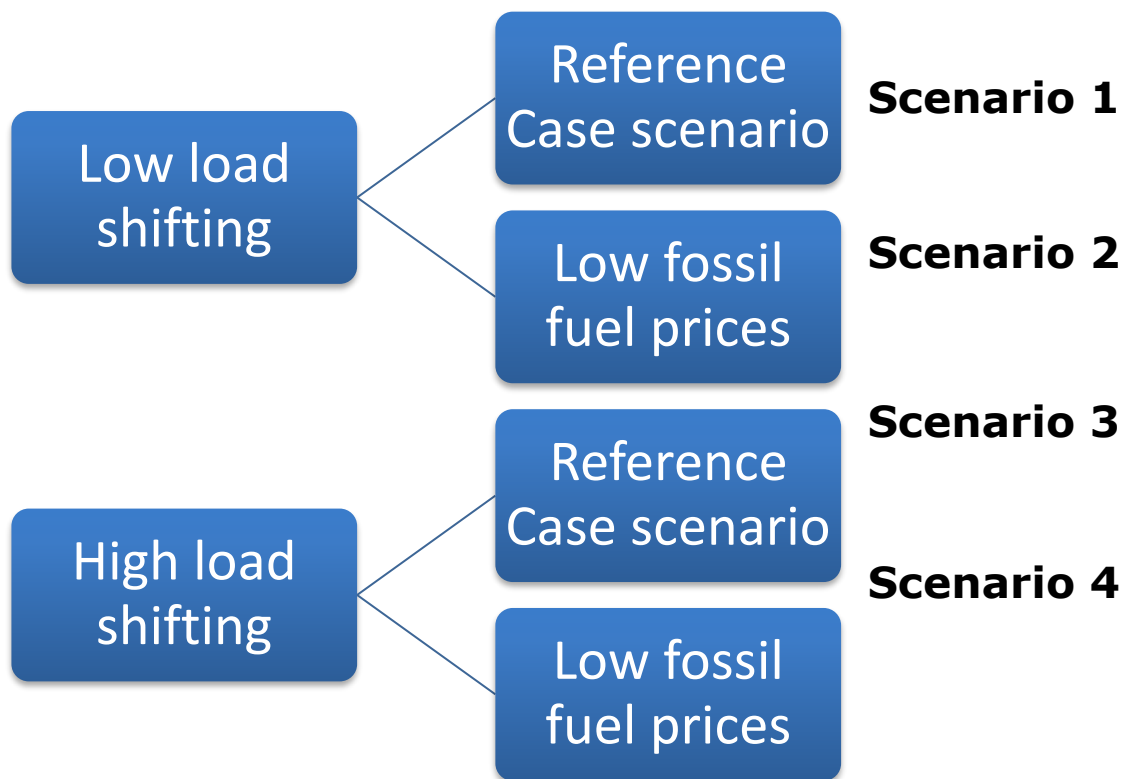 Low load
shifting
Reference
Case scenario
Scenario 1
Low fossil
fuel prices
Scenario 2
High load
shifting
Reference
Case scenario
Scenario 3
Low fossil
fuel prices
Scenario 4